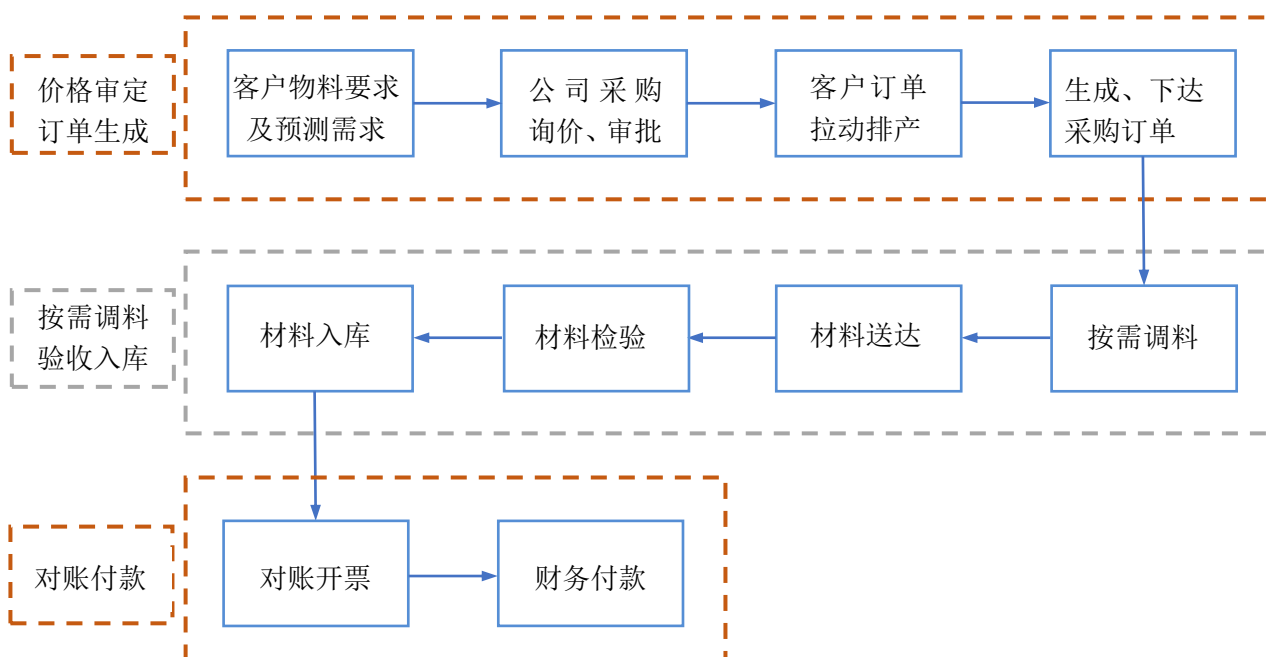 价格审定
订单生成
客户物料要求
及预测需求
公司采购
询价、审批
客户订单
拉动排产
生成、下达
采购订单
按需调料
验收入库
材料入库
材料检验
材料送达
按需调料
对账付款
对账开票
财务付款